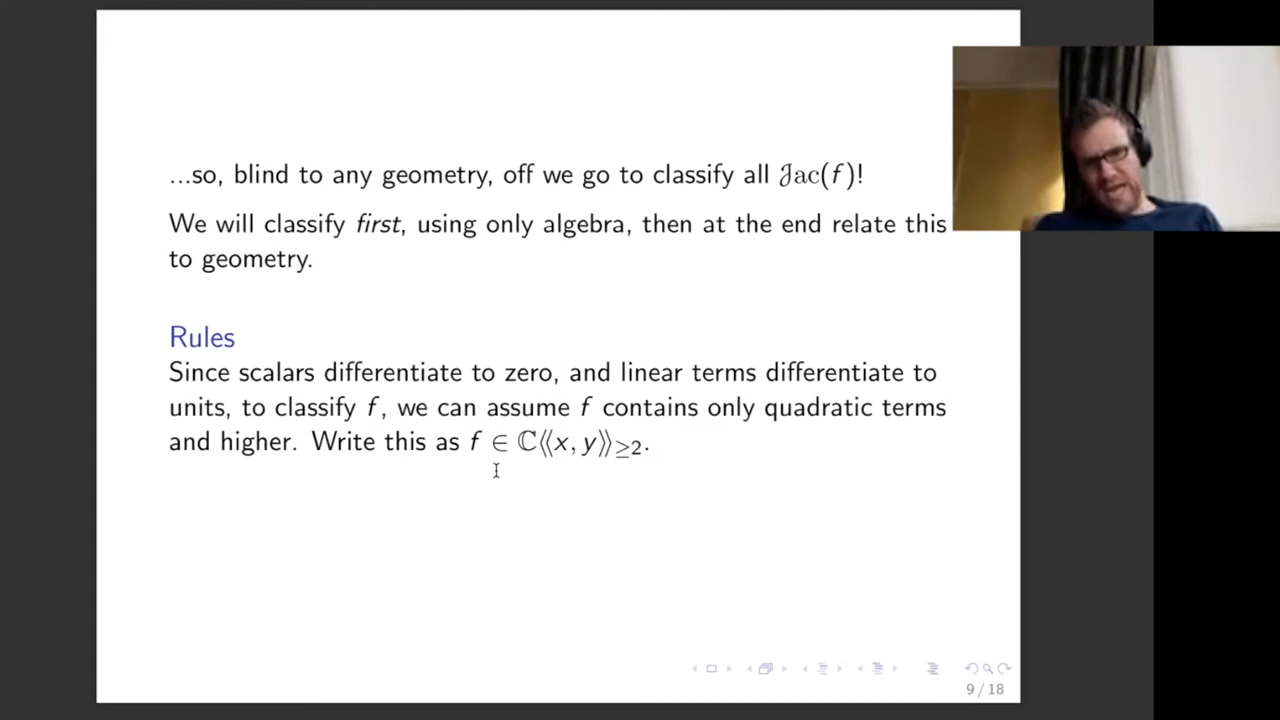 ...so, blind to any geometry, off we go to classify all 𝒥ac(f)!
We will classify first, using only algebra, then at the end relate this
to geometry.
Rules
Since scalars differentiate to zero, and linear terms differentiate to
units, to classify f, we can assume f contains only quadratic terms
and higher. Write this as f ∈ ℂ⟪x, y⟫≥2.
9 / 18